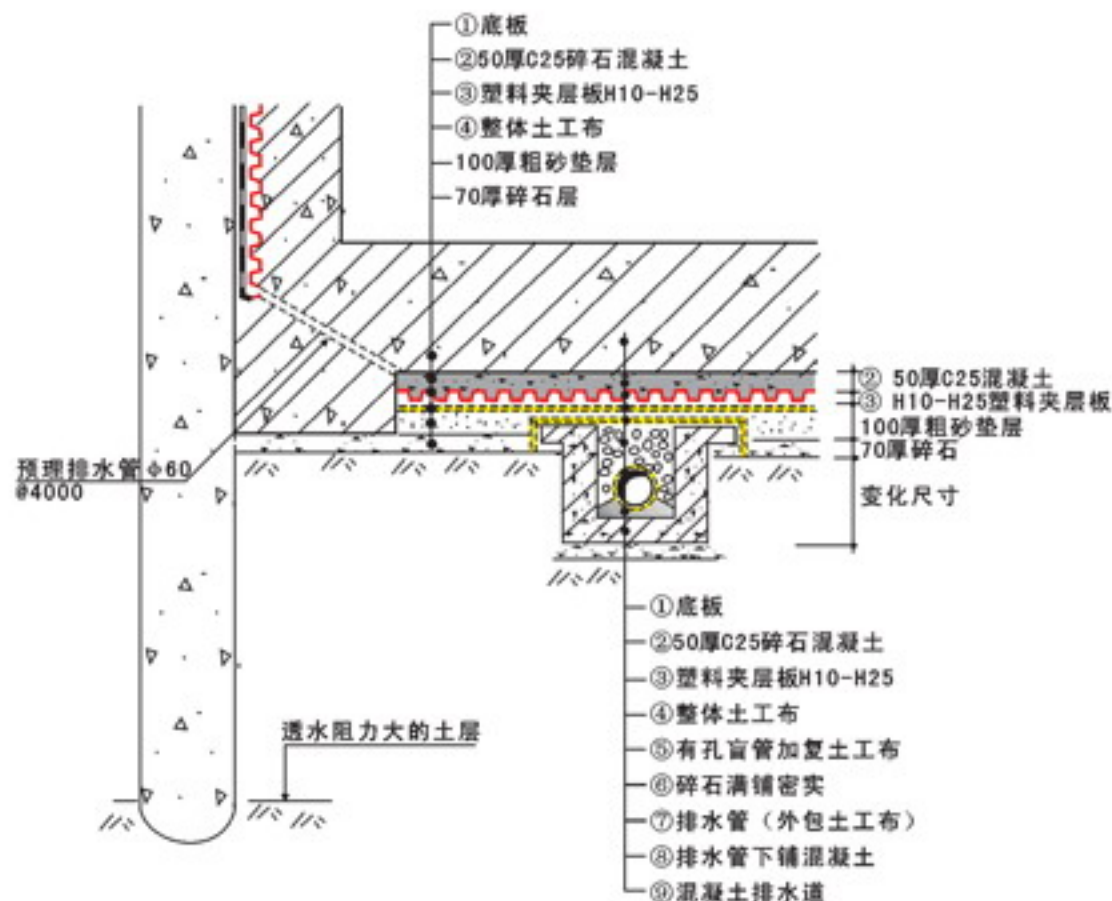 ①底板
②50厚C25碎石混凝土
③塑料夹层板H10-H25
④整体土工布
100厚粗砂垫层
70厚碎石层
② 50厚C25混凝土
③ H10-H25塑料夹层板
100厚粗砂垫层
70厚碎石
变化尺寸
预理排水管ф60
@4000
透水阻力大的土层
①底板
②50厚C25碎石混凝土
③塑料夹层板H10-H25
④整体土工布
⑤有孔盲管加复土工布
⑥碎石满铺密实
⑦排水管（外包土工布）
⑧排水管下铺混凝土
⑨混凝土排水道